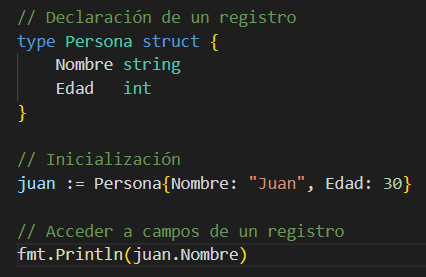 // Declaración de un registro
type Persona struct {
    Nombre string
    Edad   int
}

// Inicialización
juan := Persona{Nombre: "Juan", Edad: 30}

// Acceder a campos de un registro
fmt.Println(juan.Nombre)